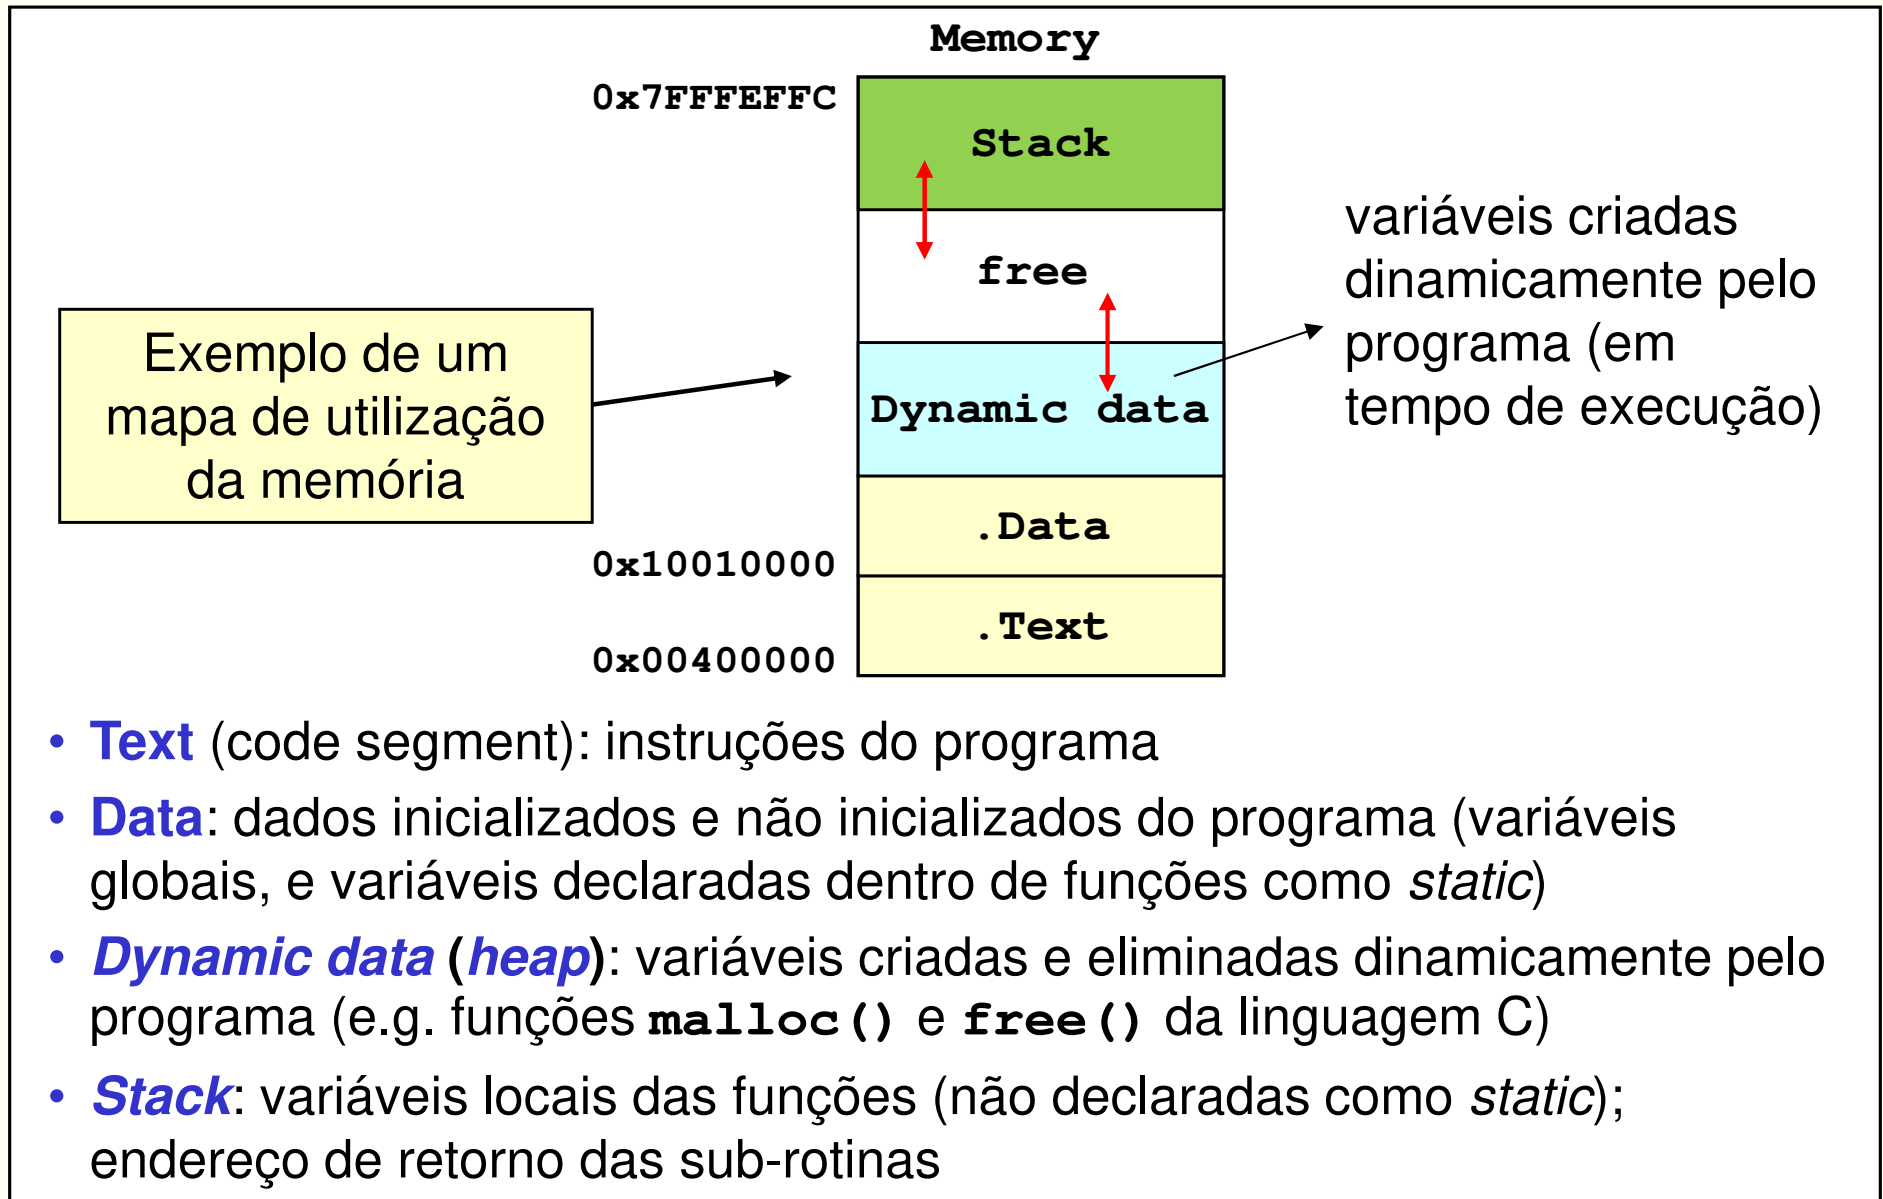 Memory
0x7FFFEFFC
Stack
free
variáveis criadas
dinamicamente pelo
programa (em
tempo de execução)
Exemplo de um
mapa de utilização
da memória
Dynamic data
.Data
0x10010000
.Text
0x00400000
• Text (code segment): instruções do programa
• Data: dados inicializados e não inicializados do programa (variáveis
globais, e variáveis declaradas dentro de funções como static)
• Dynamic data (heap): variáveis criadas e eliminadas dinamicamente pelo
programa (e.g. funções malloc() e free() da linguagem C)
• Stack: variáveis locais das funções (não declaradas como static);
endereço de retorno das sub-rotinas